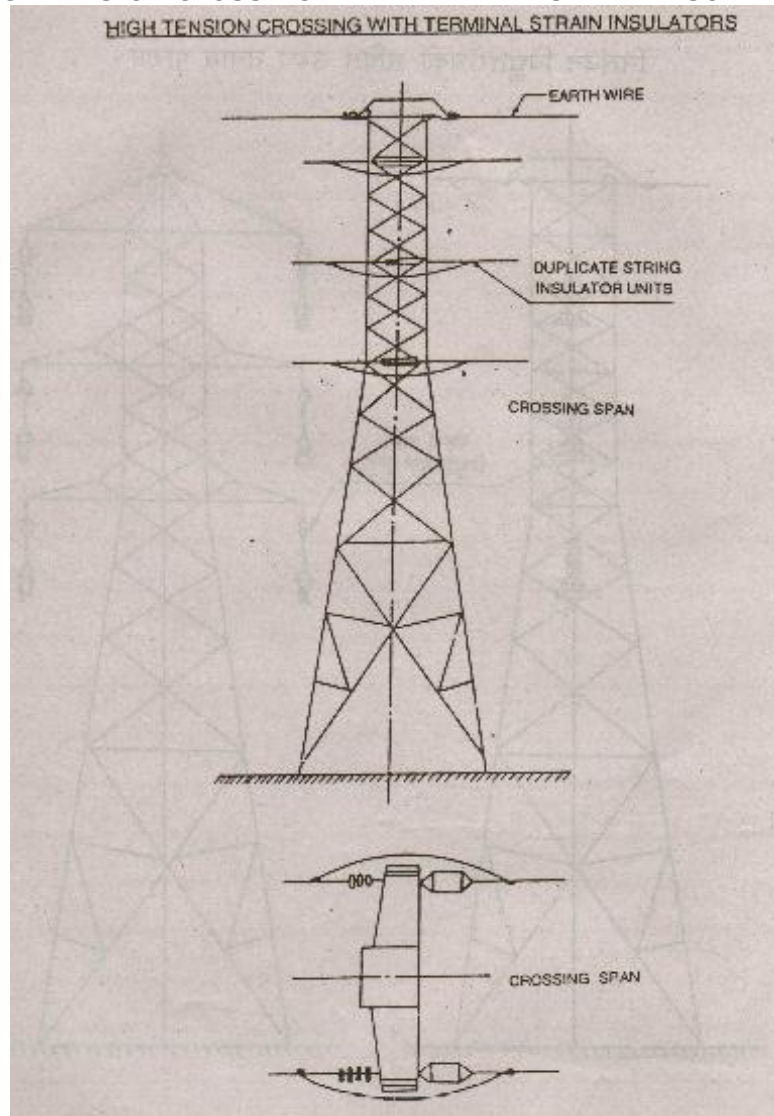 HIGH TENSION CROSSING WITH TERMINAL STRAIN INSULATORS
EARTH WIRE
DUPLICATE STRING
INSULATOR UNITS
CROSSING SPAN
CROSSING SPAN